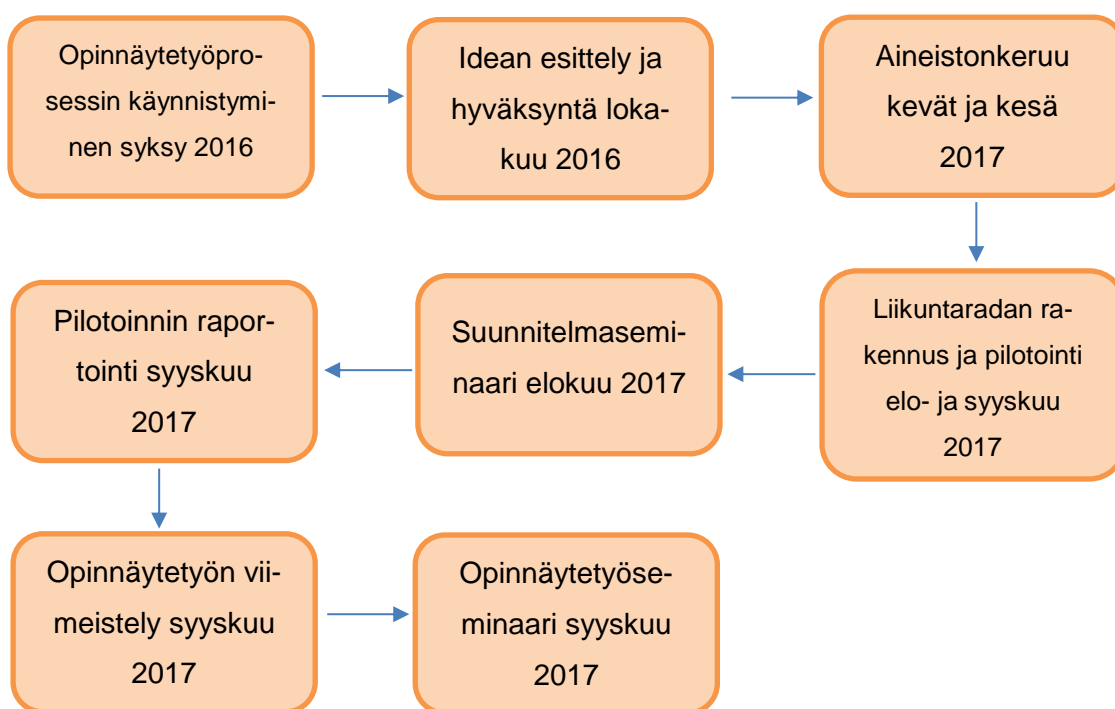 Opinnäytetyöpro-
sessin käynnistymi-
nen syksy 2016
Idean esittely ja
hyväksyntä loka-
kuu 2016
Aineistonkeruu
kevät ja kesä
2017
Liikuntaradan ra-
kennus ja pilotointi
elo- ja syyskuu
2017
Suunnitelmasemi-
naari elokuu 2017
Pilotoinnin rapor-
tointi syyskuu
2017
Opinnäytetyön vii-
meistely syyskuu
2017
Opinnäytetyöse-
minaari syyskuu
2017